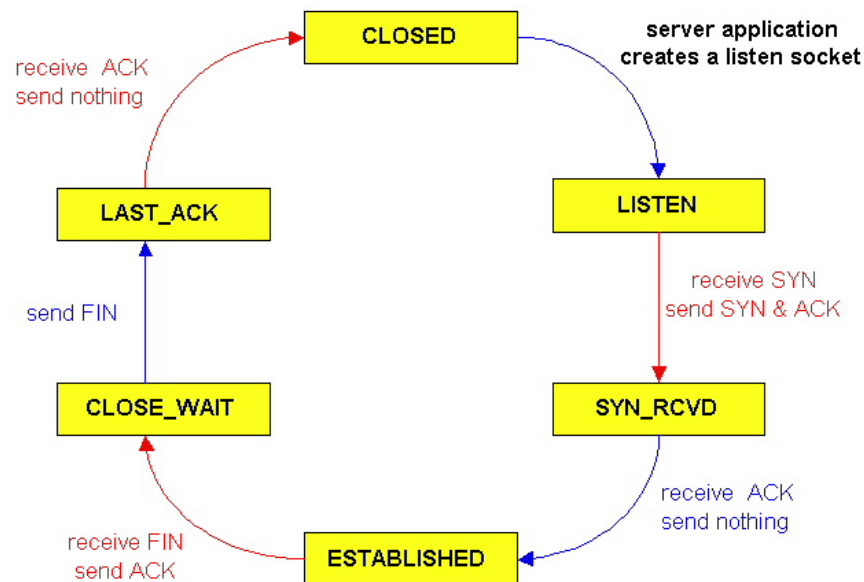 CLOSED
server application
creates a listen socket
receive ACK
send nothing
LAST_ACK
LISTEN
receive SYN
send SYN & ACK
send FIN
CLOSE_WAIT
SYN_RCVD
receive ACK
send nothing
receive FIN
send ACK
ESTABLISHED